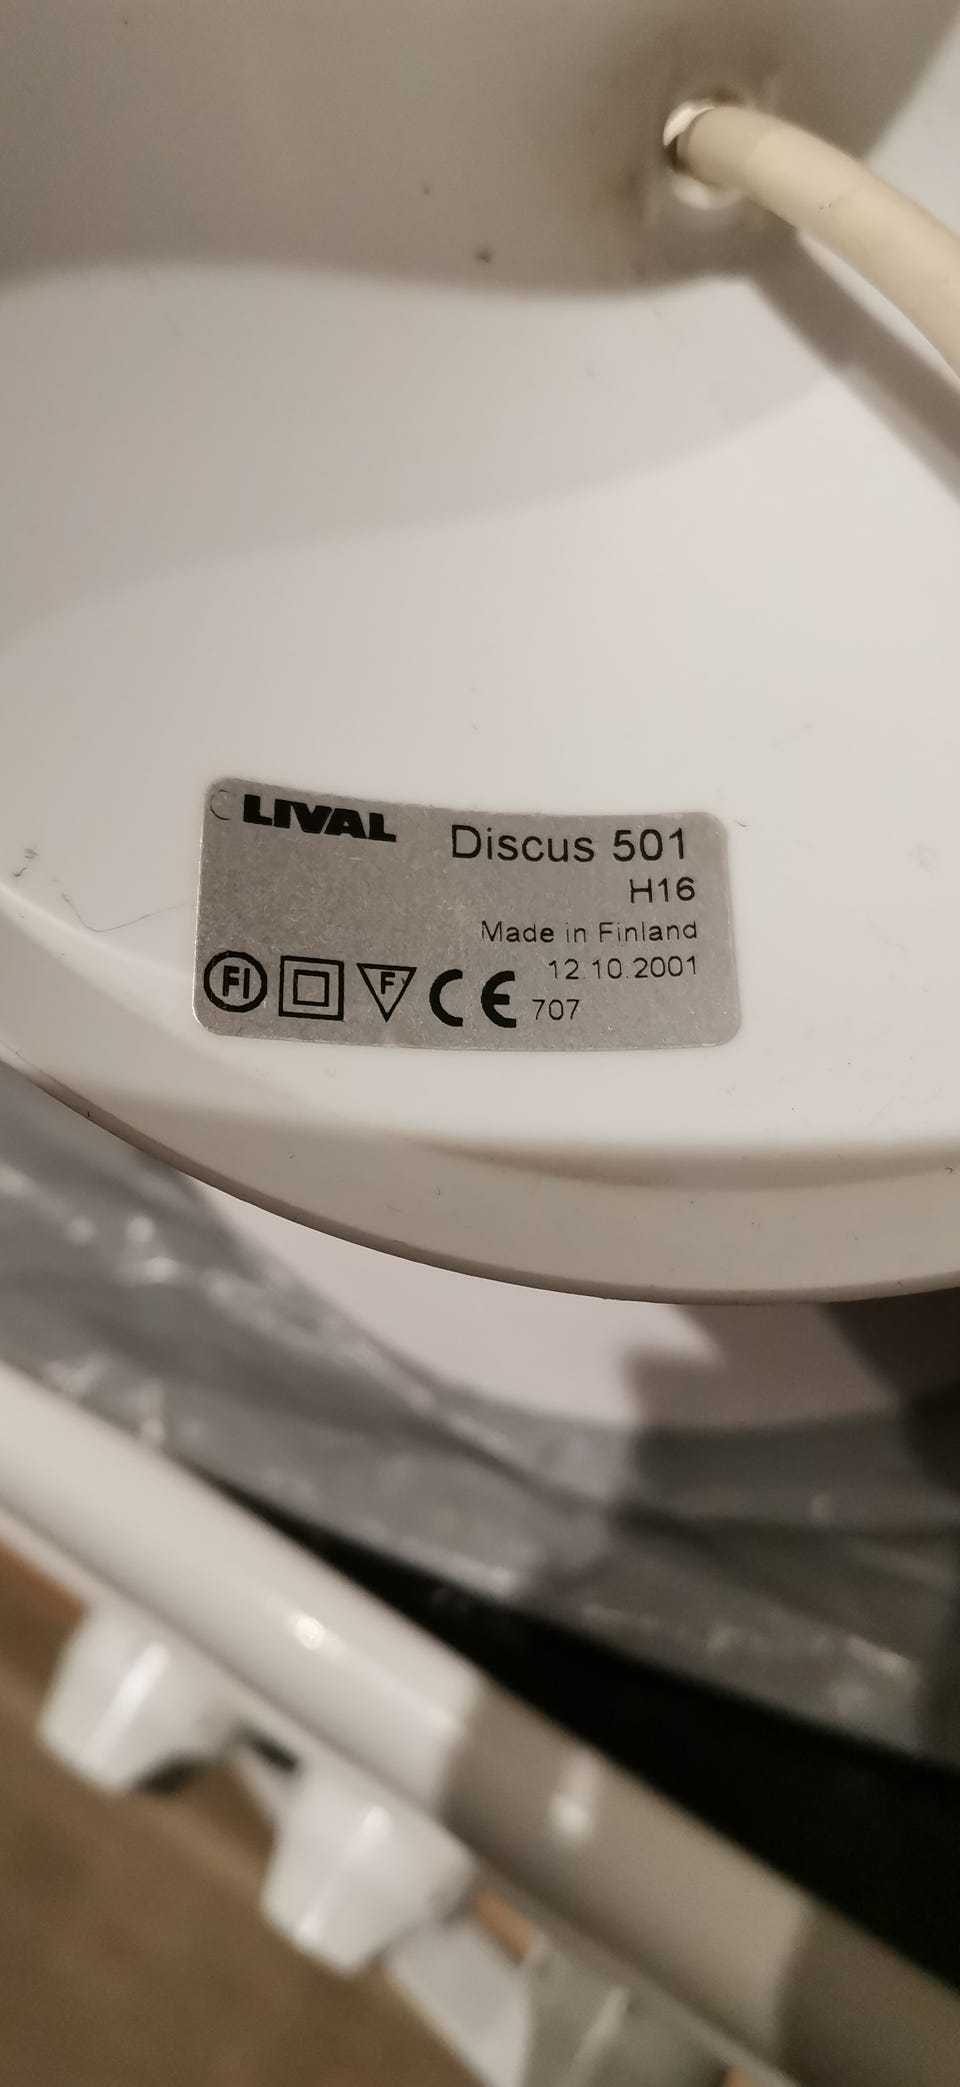 LIVAL Discus 501
H16
Made in Finland
12.10.2001
FI F CE 707